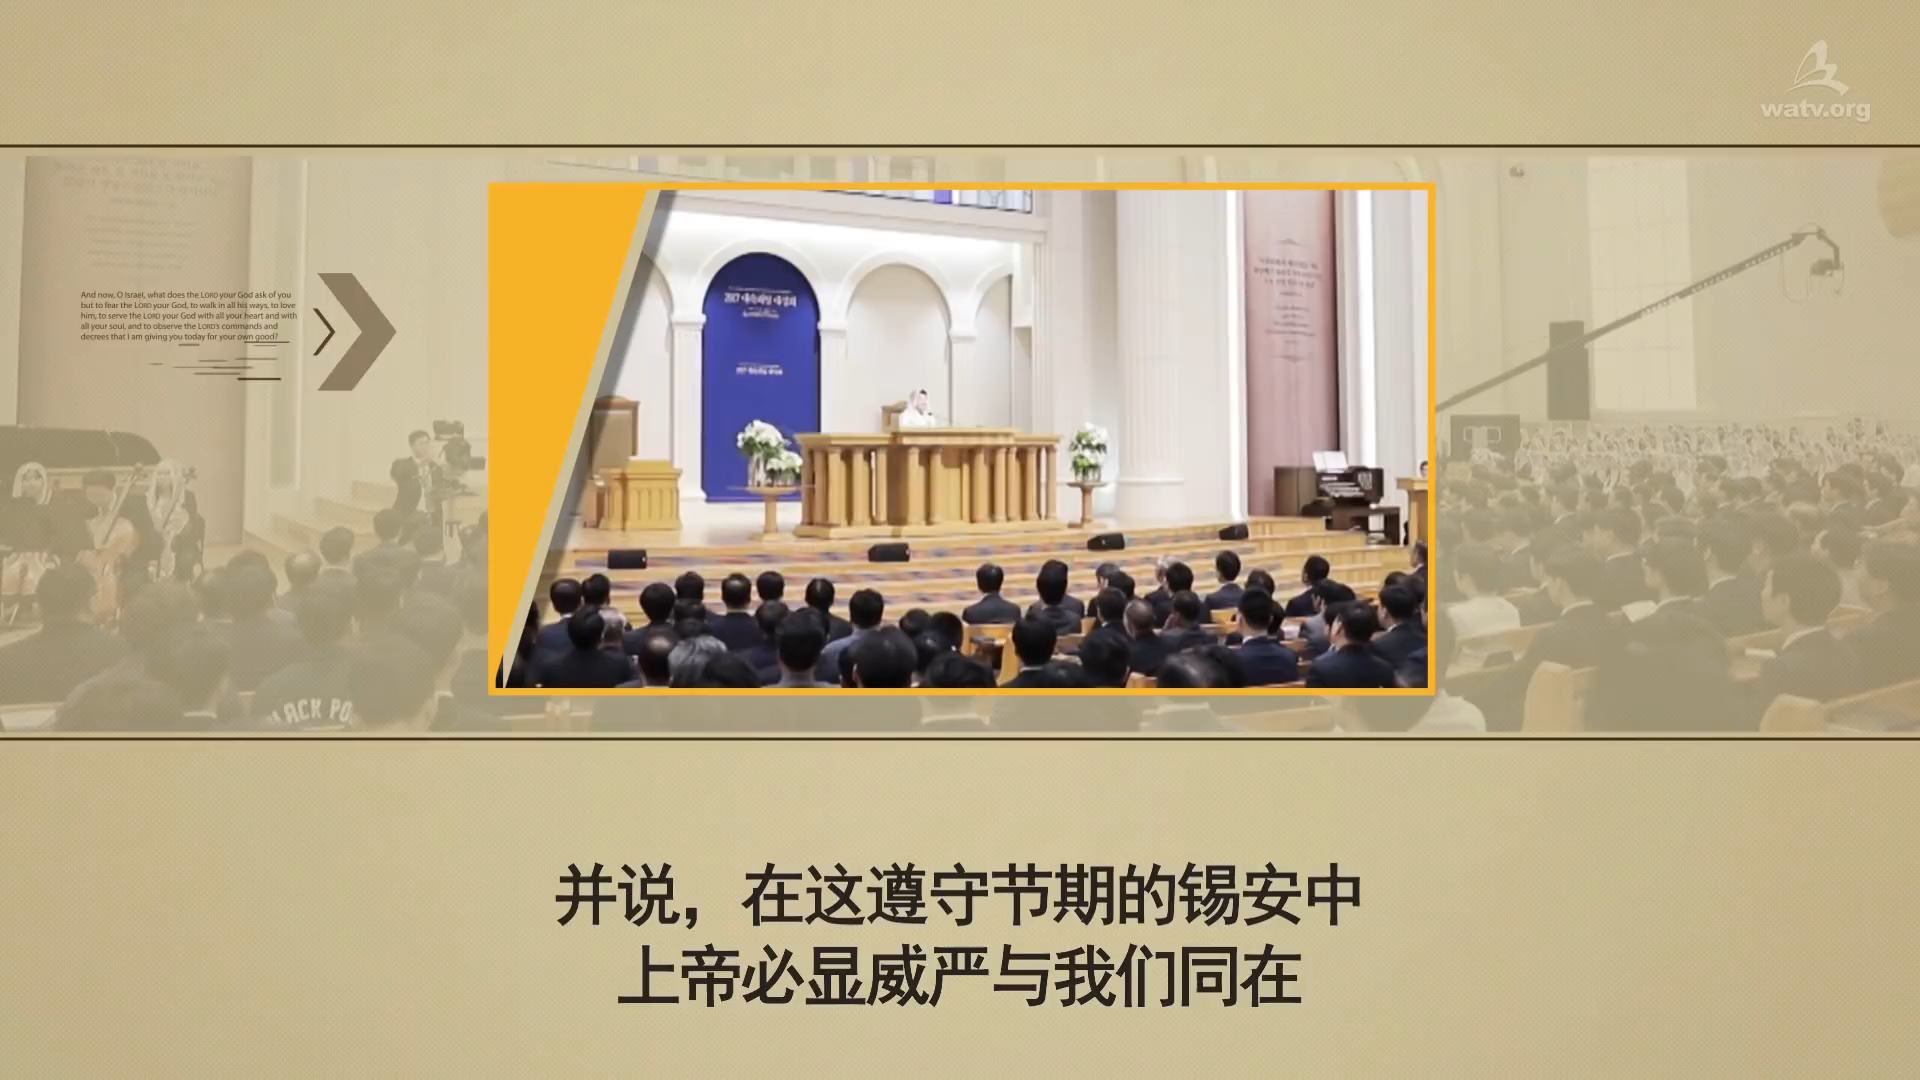 watv.org
And now, O Israel, what does the LORD your God ask of you
but to fear the LORD your God, to walk in all his ways, to love
him, to serve the LORD your God with all your heart and with
all your soul, and to observe the LORD's commands and
decrees that I am giving you today for your own good?
LACK PO
并说，在这遵守节期的锡安中
上帝必显威严与我们同在